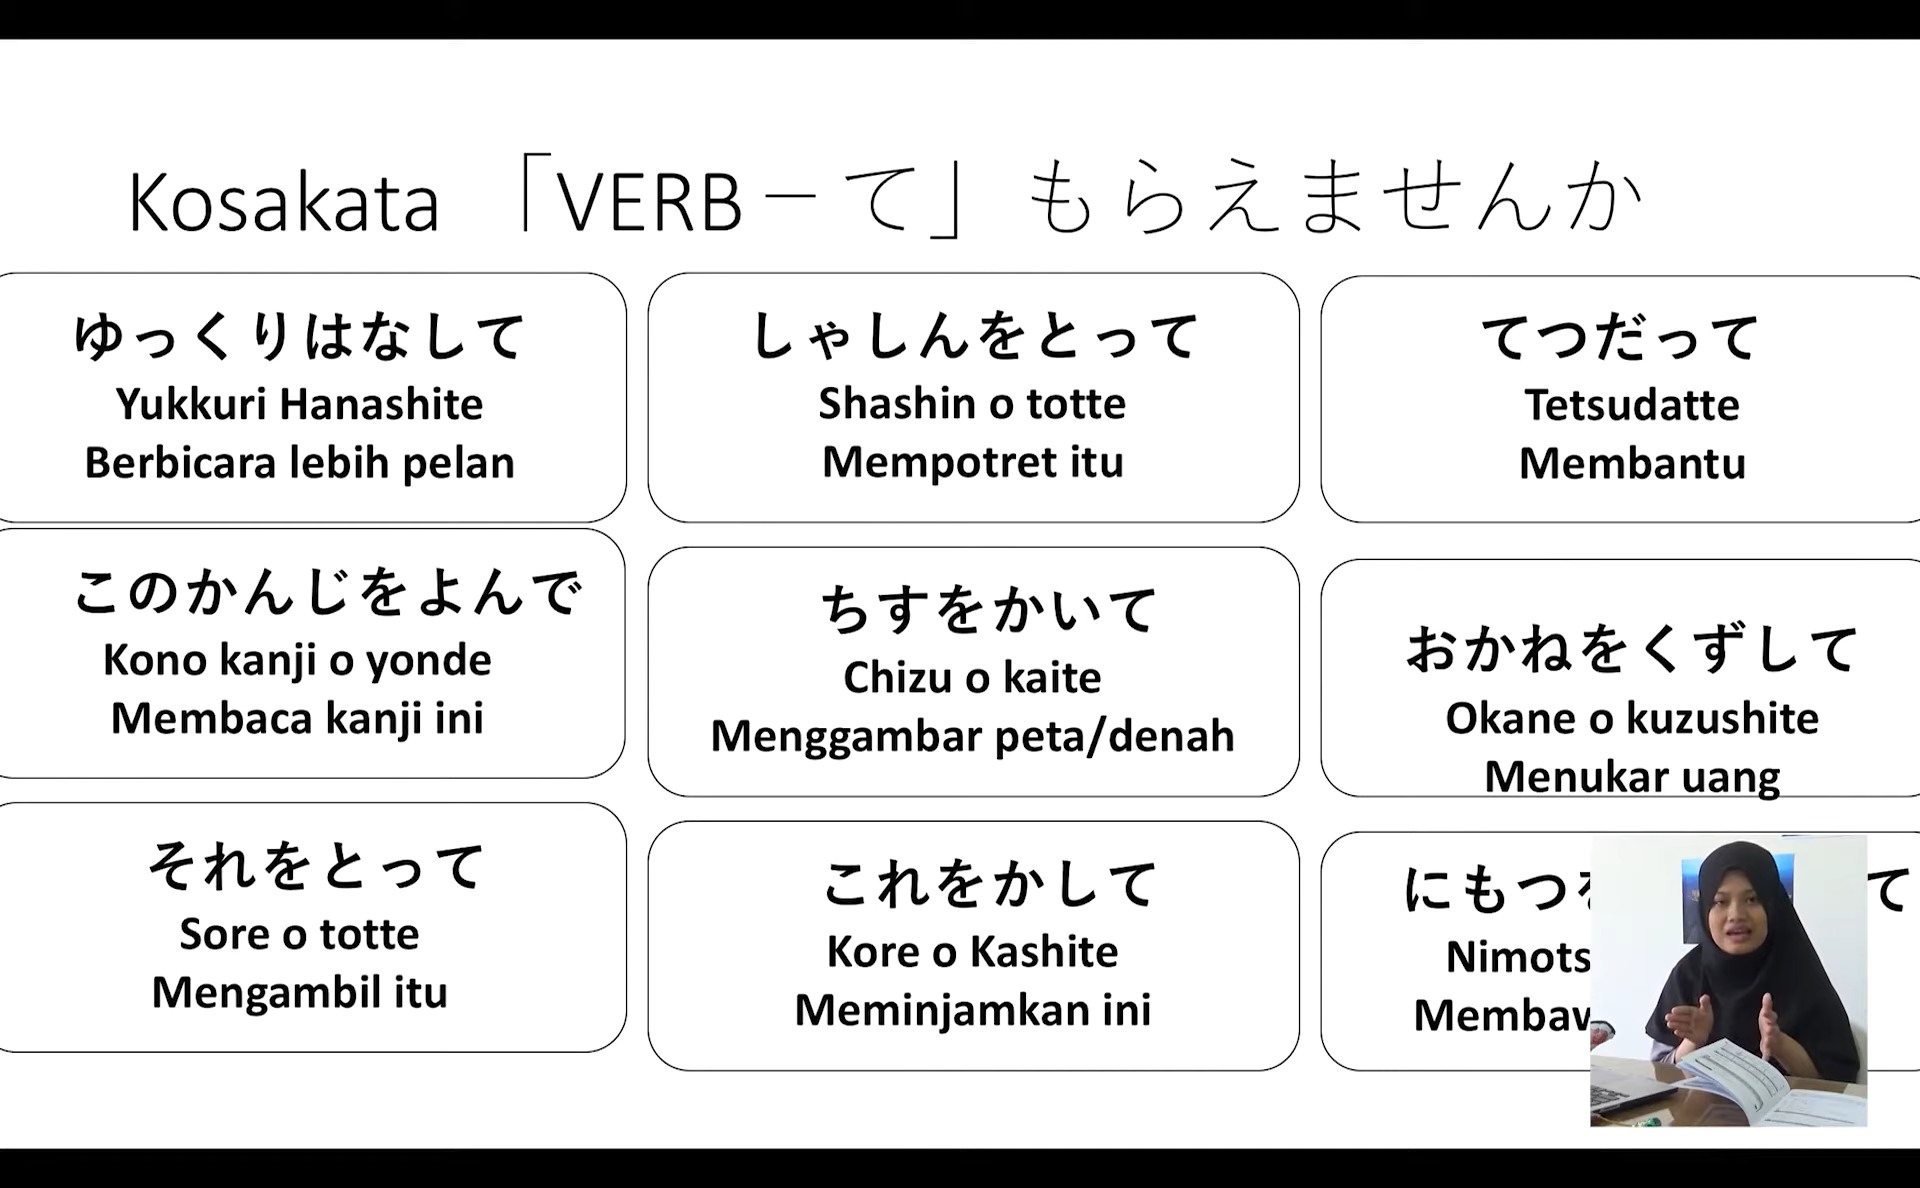 Kosakata 「VERB－て」もらえませんか
ゆっくりはなして
Yukkuri Hanashite
Berbicara lebih pelan
しゃしんをとって
Shashin o totte
Mempotret itu
てつだって
Tetsudatte
Membantu
このかんじをよんで
Kono kanji o yonde
Membaca kanji ini
ちすをかいて
Chizu o kaite
Menggambar peta/denah
おかねをくずして
Okane o kuzushite
Menukar uang
それをとって
Sore o totte
Mengambil itu
これをかして
Kore o Kashite
Meminjamkan ini
にもつ て
Nimots